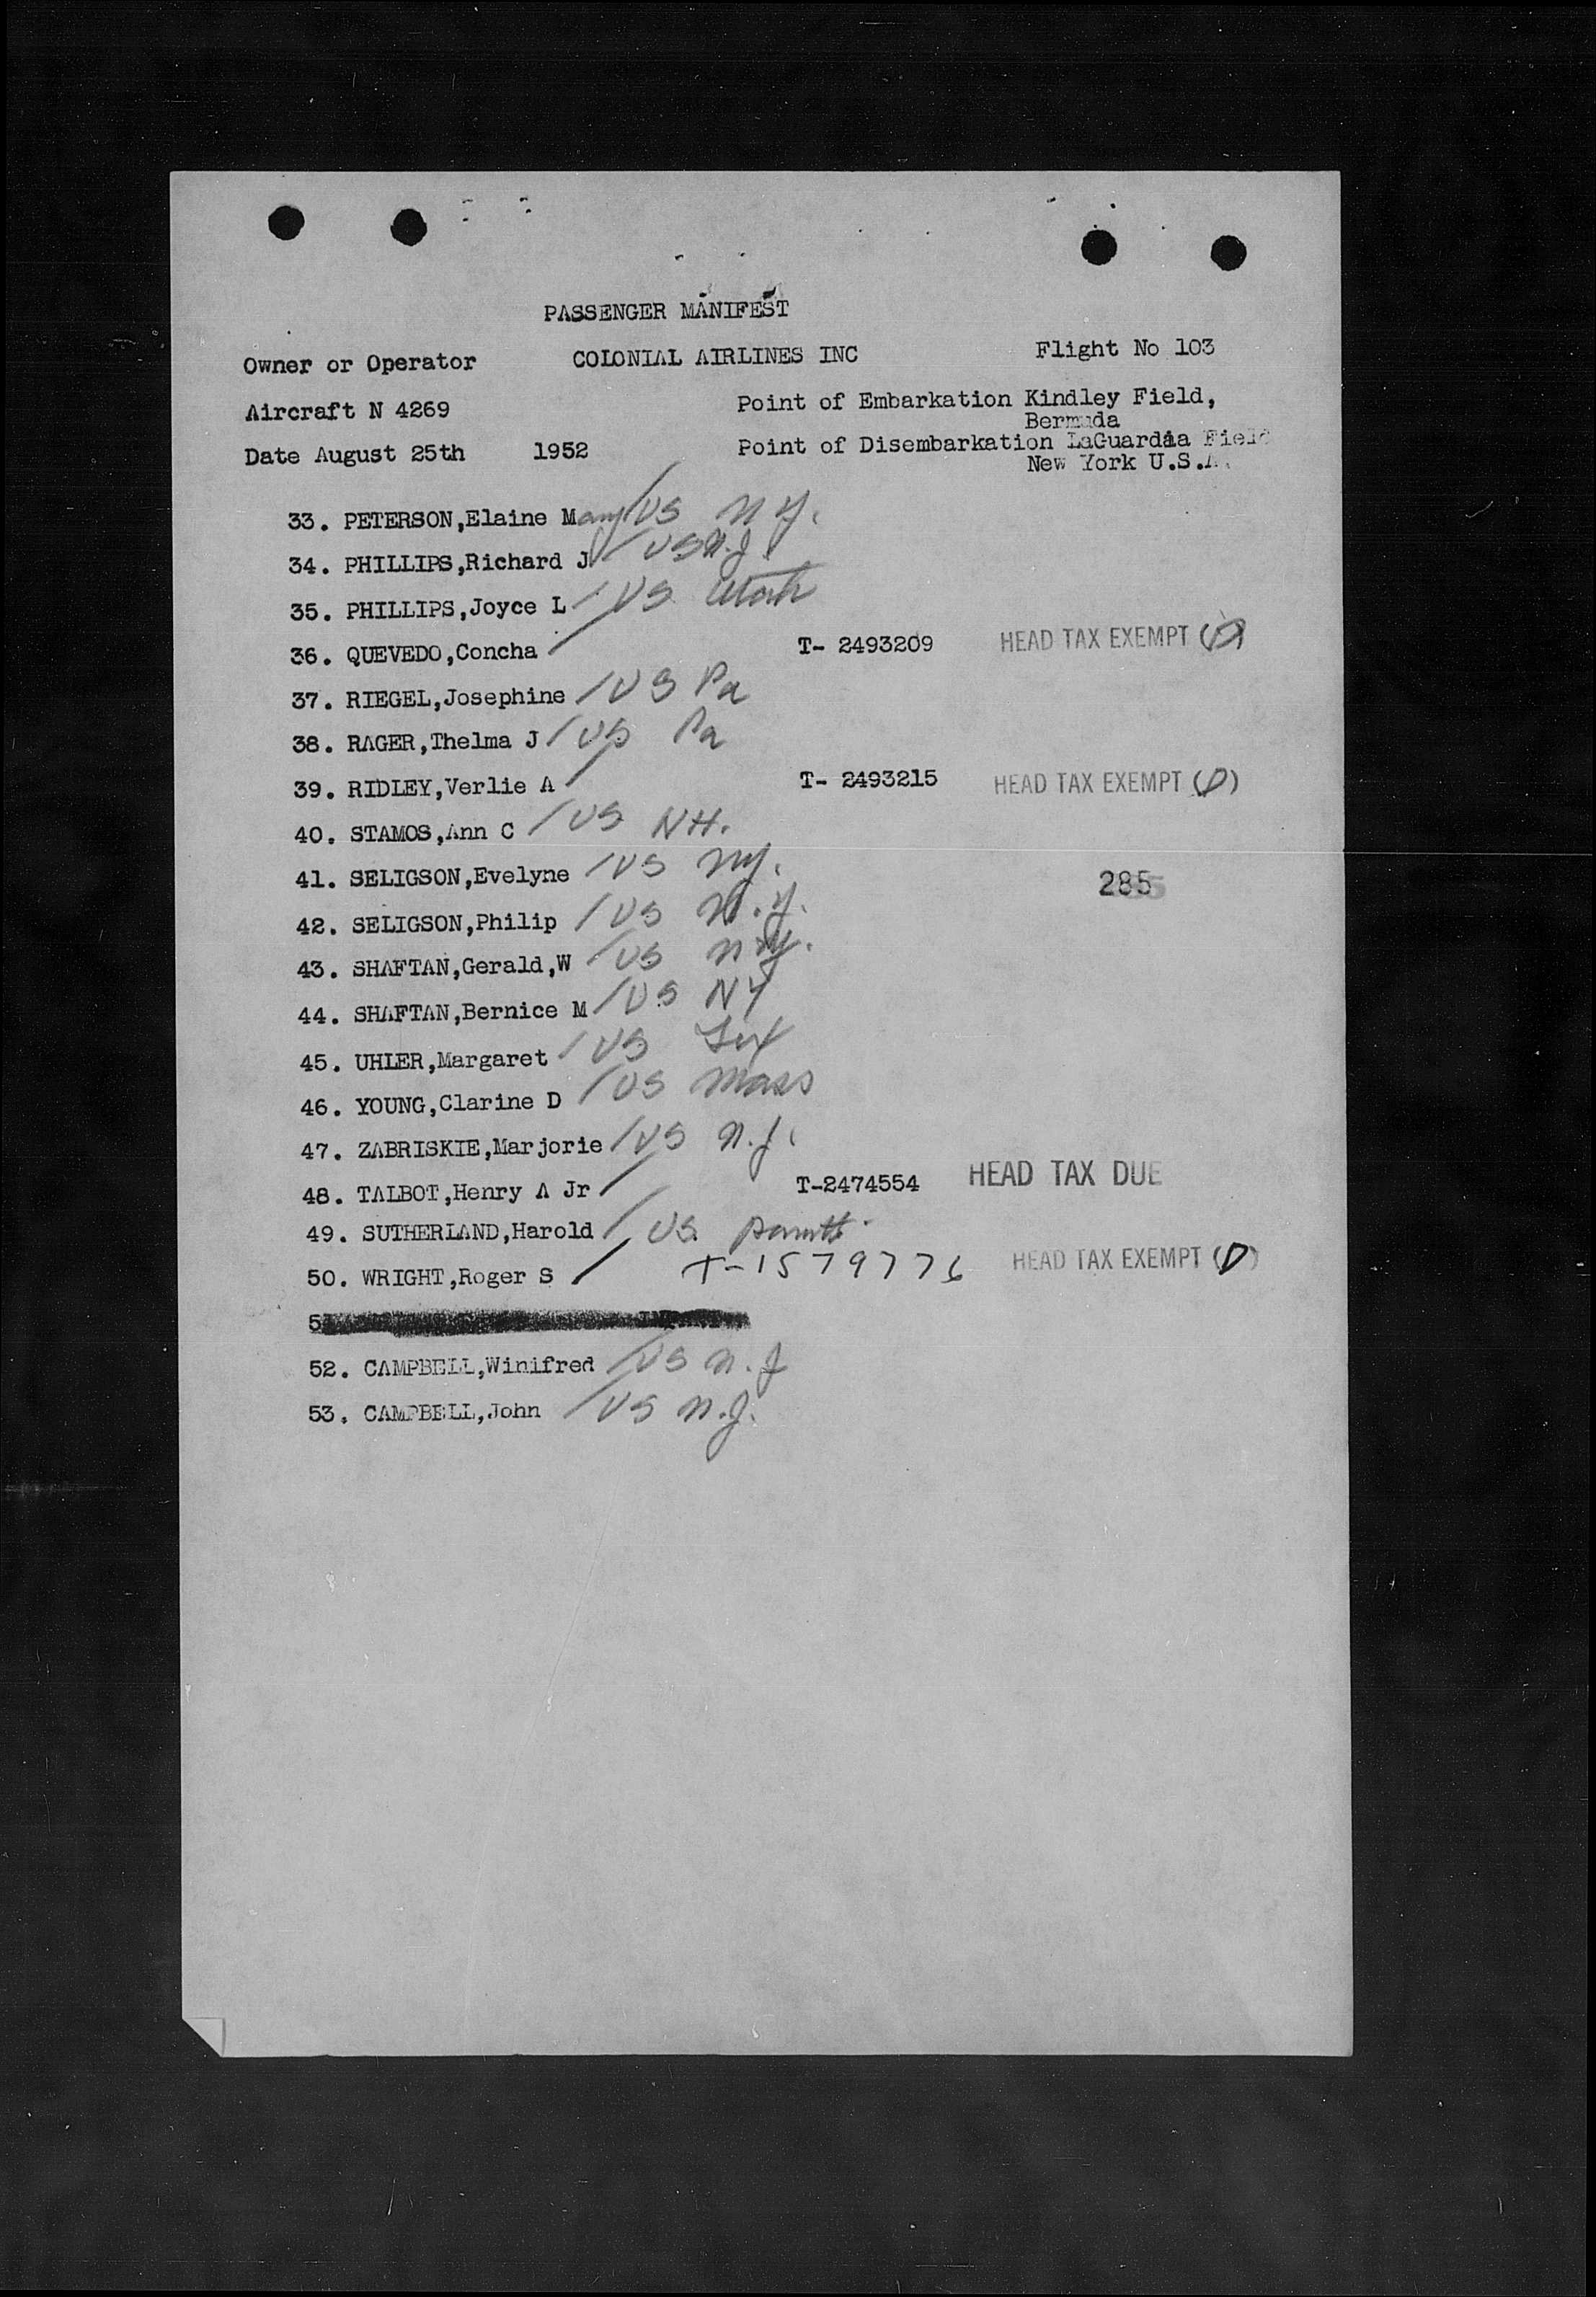 PASSENGER MANIFEST
Owner or Operator COLONIAL AIRLINES INC Flight No 103
Aircraft N 4269 Point of Embarkation Kindley Field,
Bermuda
Date August 25th 1952 Point of Disembarkation LaGuardia Field
New York U.S.A.
33. PETERSON,Elaine Mary / US N Y.
34. PHILLIPS,Richard J / US N.J.
35. PHILLIPS,Joyce L / US Utah
36. QUEVEDO,Concha / T- 2493209 HEAD TAX EXEMPT (D)
37. RIEGEL,Josephine / US Pa
38. RAGER,Thelma J / US Pa
39. RIDLEY,Verlie A / T- 2493215 HEAD TAX EXEMPT (D)
40. STAMOS,Ann C / US NH.
41. SELIGSON,Evelyne / US NY.
285
42. SELIGSON,Philip / US N.Y.
43. SHAFTAN,Gerald,W / US N.Y.
44. SHAFTAN,Bernice M / US NY
45. UHLER,Margaret / US
46. YOUNG,Clarine D / US Mass
47. ZABRISKIE,Marjorie / US N.J.
48. TALBOT,Henry A Jr / T-2474554 HEAD TAX DUE
49. SUTHERLAND,Harold / US.
50. WRIGHT,Roger S / T-1579776 HEAD TAX EXEMPT (D)
52. CAMPBELL,Winifred / US N.J
53. CAMPBELL,John / US N.J.